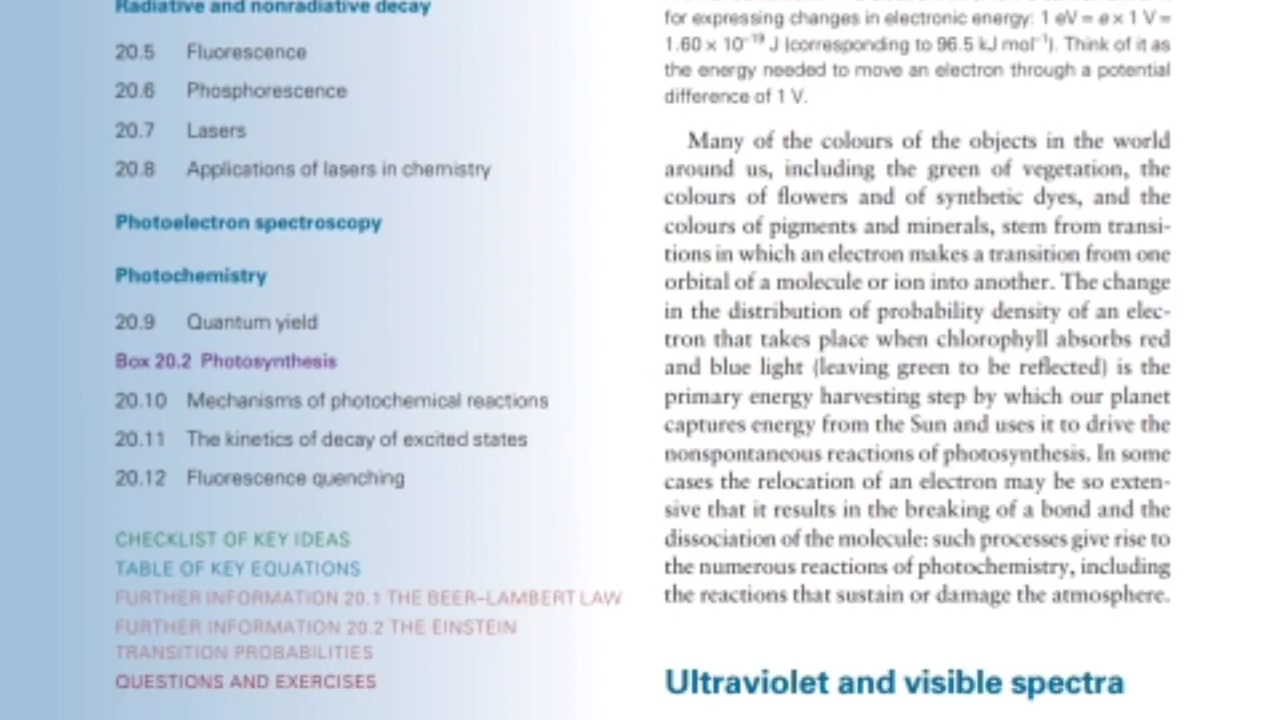 Radiative and nonradiative decay
20.5 Fluorescence
20.6 Phosphorescence
20.7 Lasers
20.8 Applications of lasers in chemistry
Photoelectron spectroscopy
Photochemistry
20.9 Quantum yield
Box 20.2 Photosynthesis
20.10 Mechanisms of photochemical reactions
20.11 The kinetics of decay of excited states
20.12 Fluorescence quenching
CHECKLIST OF KEY IDEAS
TABLE OF KEY EQUATIONS
FURTHER INFORMATION 20.1 THE BEER–LAMBERT LAW
FURTHER INFORMATION 20.2 THE EINSTEIN
TRANSITION PROBABILITIES
QUESTIONS AND EXERCISES
for expressing changes in electronic energy: 1 eV = e × 1 V =
1.60 × 10⁻¹⁹ J (corresponding to 96.5 kJ mol⁻¹). Think of it as
the energy needed to move an electron through a potential
difference of 1 V.
Many of the colours of the objects in the world
around us, including the green of vegetation, the
colours of flowers and of synthetic dyes, and the
colours of pigments and minerals, stem from transi-
tions in which an electron makes a transition from one
orbital of a molecule or ion into another. The change
in the distribution of probability density of an elec-
tron that takes place when chlorophyll absorbs red
and blue light (leaving green to be reflected) is the
primary energy harvesting step by which our planet
captures energy from the Sun and uses it to drive the
nonspontaneous reactions of photosynthesis. In some
cases the relocation of an electron may be so exten-
sive that it results in the breaking of a bond and the
dissociation of the molecule: such processes give rise to
the numerous reactions of photochemistry, including
the reactions that sustain or damage the atmosphere.
Ultraviolet and visible spectra